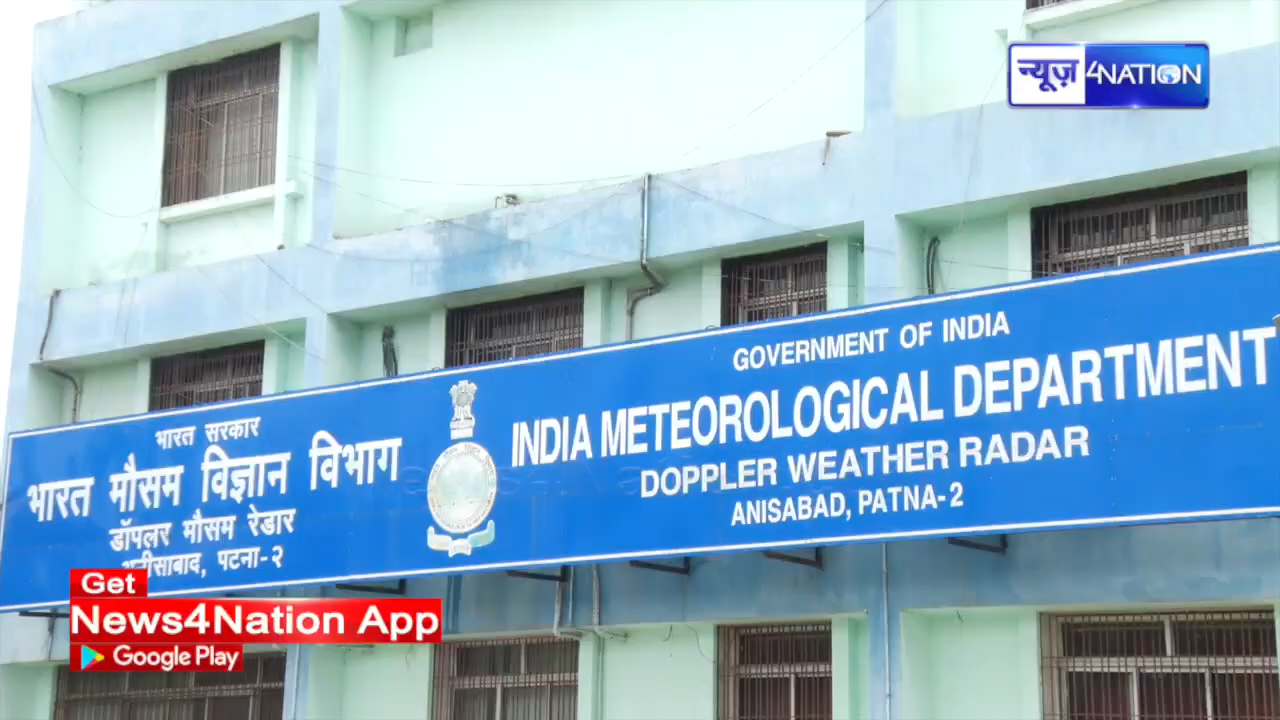 न्यूज़ 4NATION
भारत सरकार
भारत मौसम विज्ञान विभाग
डॉपलर मौसम रेडार
पटना-२
GOVERNMENT OF INDIA
INDIA METEOROLOGICAL DEPARTMENT
DOPPLER WEATHER RADAR
ANISABAD, PATNA-2
Get
News4Nation App
Google Play